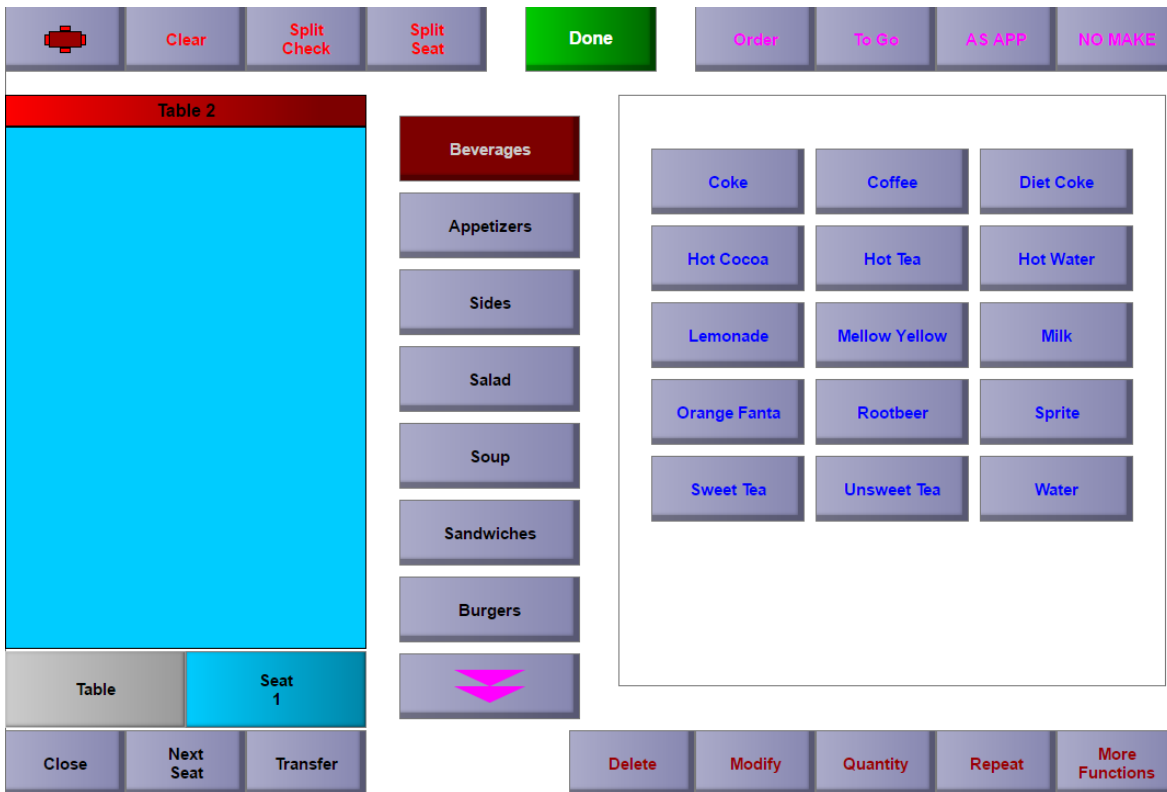 Clear
Split
Check
Split
Seat
Done
Order
To Go
AS APP
NO MAKE
Table 2
Beverages
Appetizers
Sides
Salad
Soup
Sandwiches
Burgers
Coke
Coffee
Diet Coke
Hot Cocoa
Hot Tea
Hot Water
Lemonade
Mellow Yellow
Milk
Orange Fanta
Rootbeer
Sprite
Sweet Tea
Unsweet Tea
Water
Table
Seat
1
Close
Next
Seat
Transfer
Delete
Modify
Quantity
Repeat
More
Functions